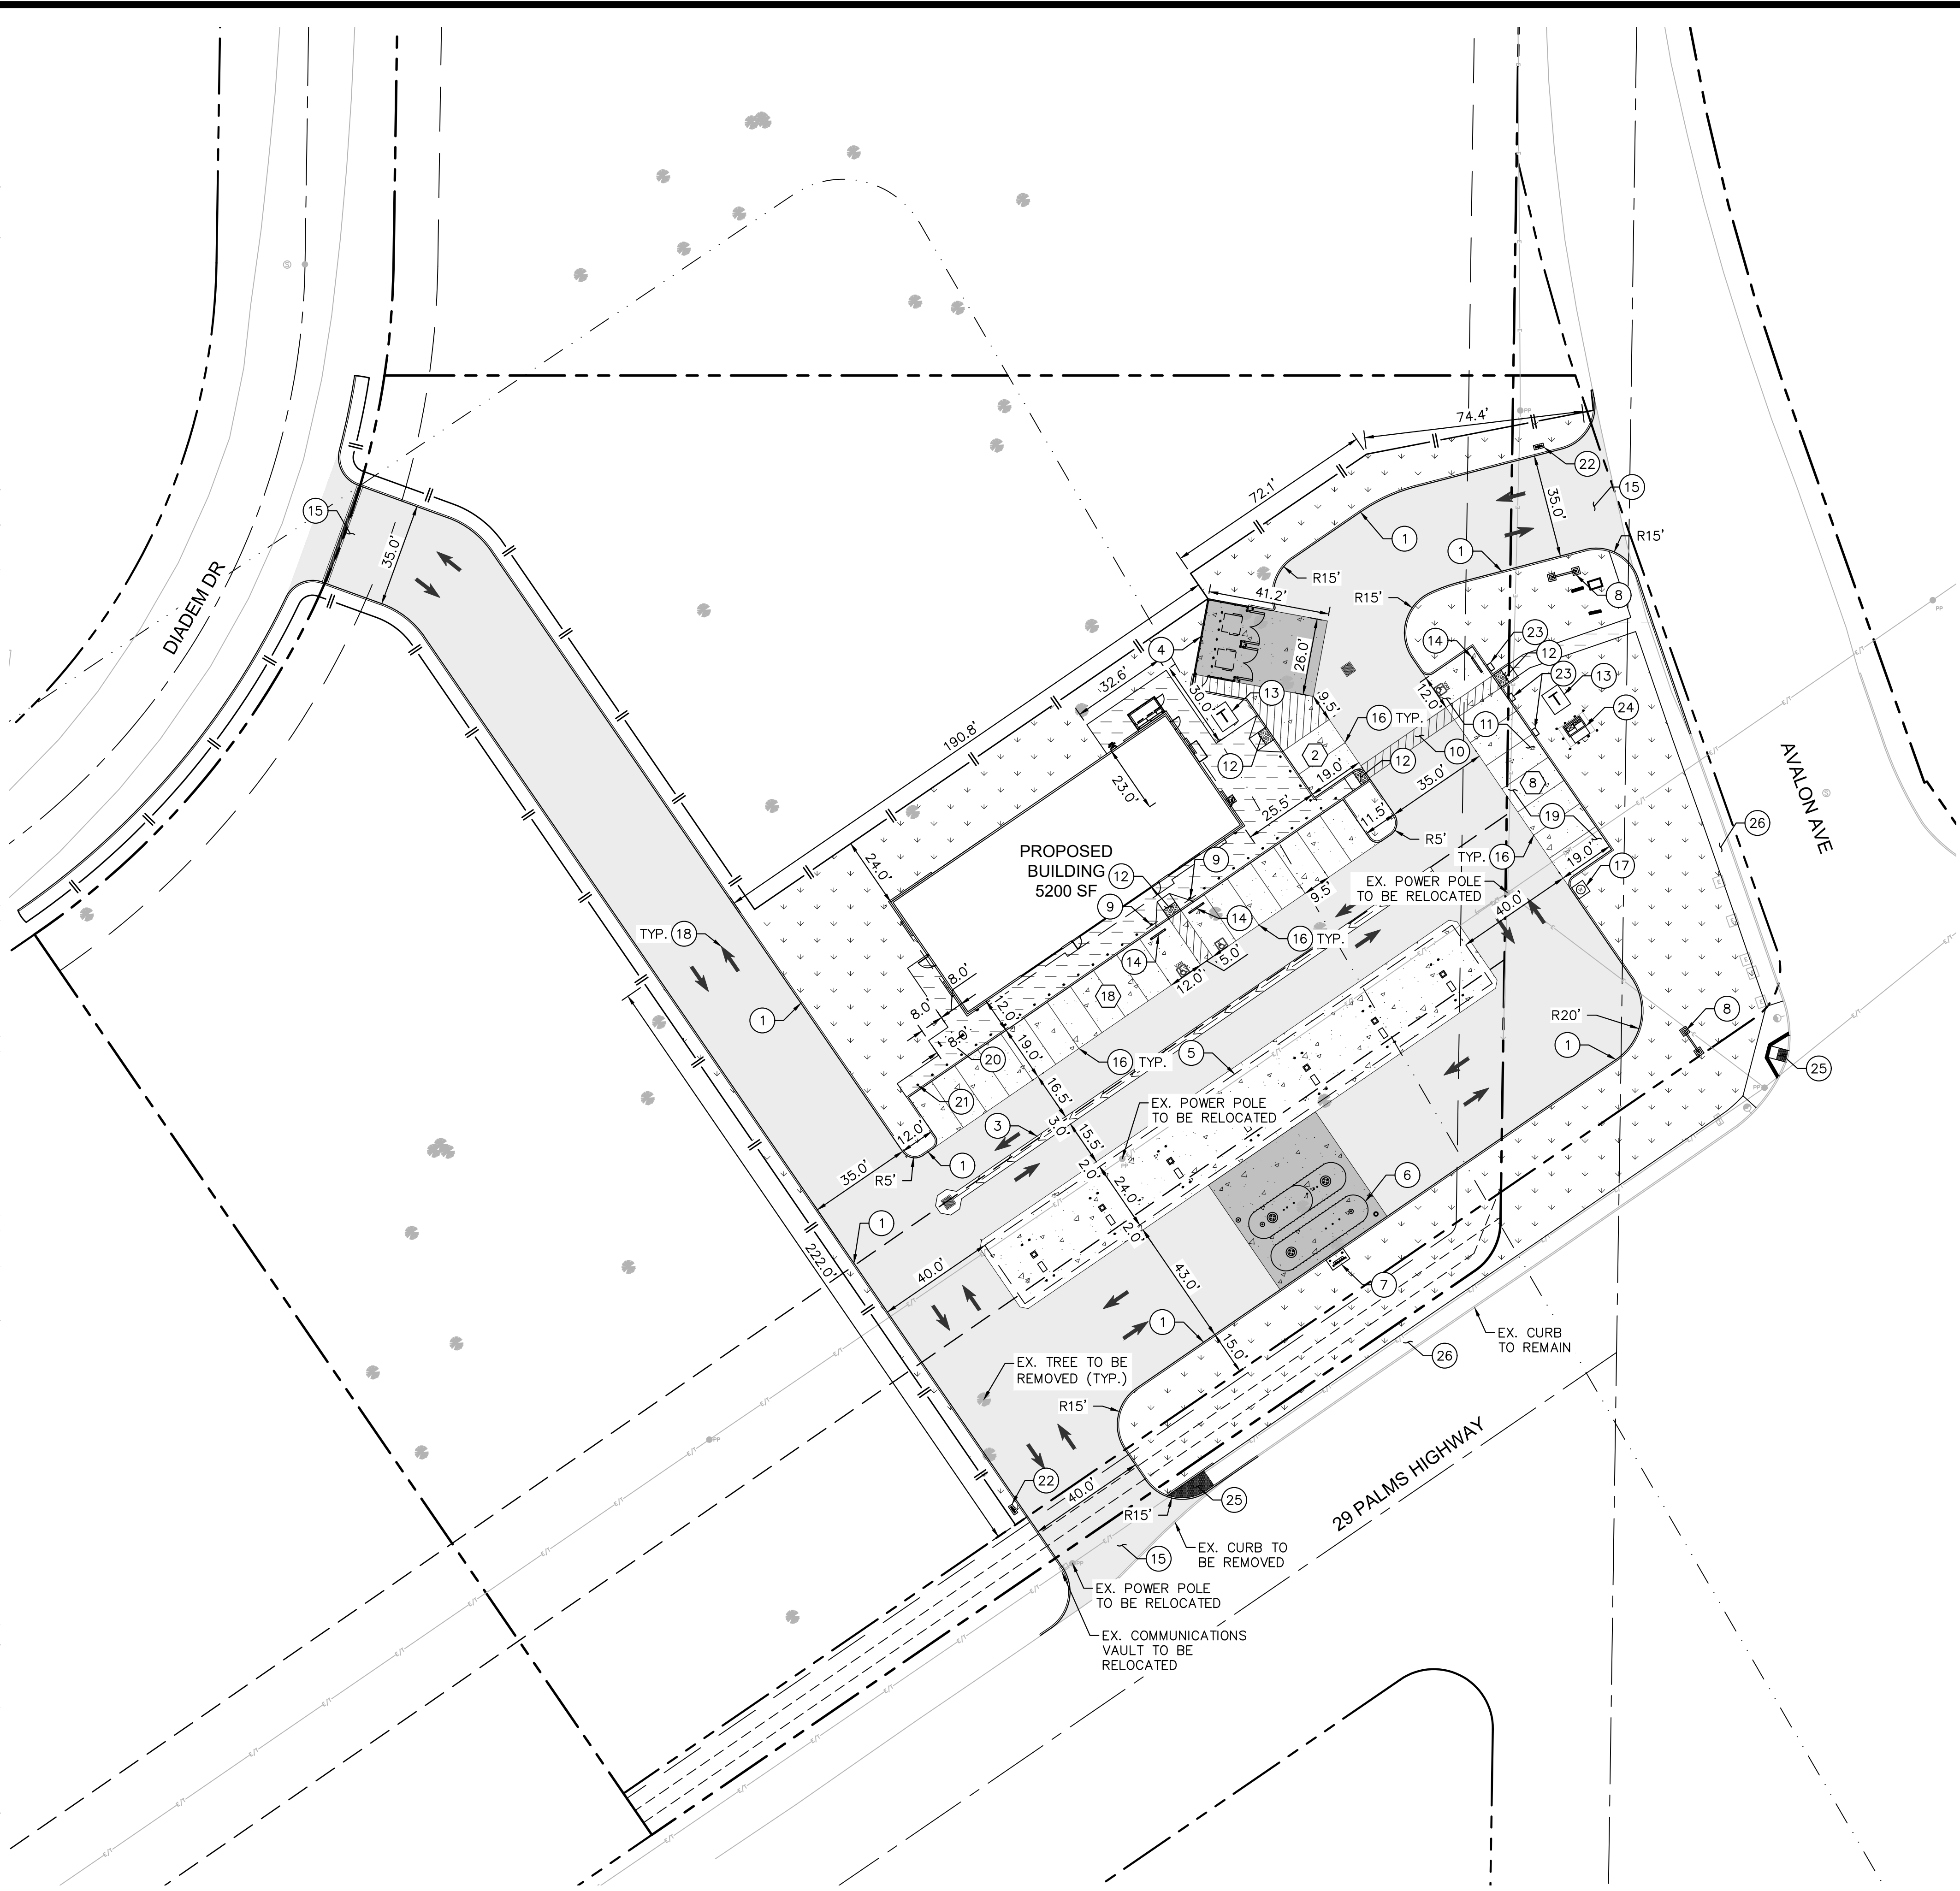 74.4'
22
72.1'
35.0'
15
15
1
1
R15'
35.0'
R15'
8
41.2'
R15'
DIADEM DR
14
23
12
4
26.0'
23
13
32.6'
30.0'
13
12.0'
9.5'
24
16 TYP.
11
190.8'
10
2
12
12
19.0'
35.0'
AVALON AVE
23.0'
8
25.5'
11.5'
19
26
R5'
PROPOSED
BUILDING
5200 SF
24.0'
TYP. 16
19.0'
9
12
17
EX. POWER POLE
TO BE RELOCATED
9.5'
9
14
40.0'
TYP. 18
16 TYP.
14
5.0'
12.0'
8.0'
18
8.0'
2.0'
8
1
R20'
8.0'
20
19.0'
16 TYP.
5
1
25
16.5'
21
EX. POWER POLE
TO BE RELOCATED
3
3.0'
12.0'
15.5'
1
35.0'
R5'
2.0'
24.0'
6
1
2.0'
222.0'
40.0'
43.0'
7
1
EX. CURB
TO REMAIN
15.0'
26
EX. TREE TO BE
REMOVED (TYP.)
R15'
29 PALMS HIGHWAY
22
40.0'
25
R15'
EX. CURB TO
BE REMOVED
15
EX. POWER POLE
TO BE RELOCATED
EX. COMMUNICATIONS
VAULT TO BE
RELOCATED
PP
PP
PP
PP
PP
PP